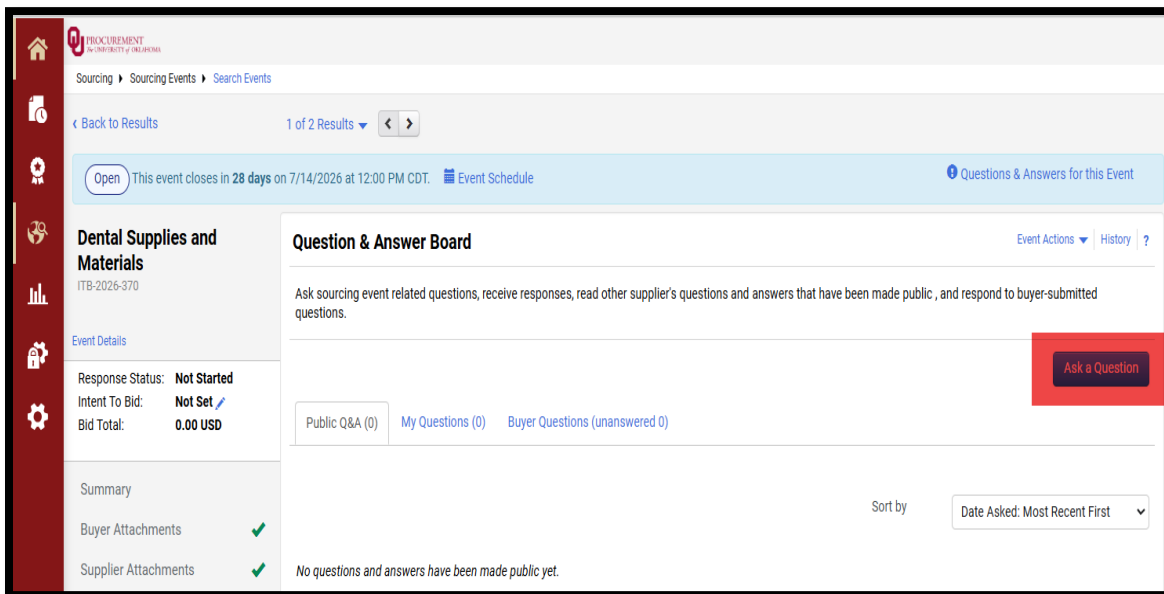 PROCUREMENT
The UNIVERSITY of OKLAHOMA
Sourcing Sourcing Events Search Events
Back to Results 1 of 2 Results
Open This event closes in 28 days on 7/14/2026 at 12:00 PM CDT. Event Schedule Questions & Answers for this Event
Dental Supplies and
Materials
ITB-2026-370
Event Details
Response Status: Not Started
Intent To Bid: Not Set
Bid Total: 0.00 USD
Summary
Buyer Attachments
Supplier Attachments
Question & Answer Board Event Actions History ?
Ask sourcing event related questions, receive responses, read other supplier's questions and answers that have been made public , and respond to buyer-submitted
questions.
Ask a Question
Public Q&A (0) My Questions (0) Buyer Questions (unanswered 0)
Sort by Date Asked: Most Recent First
No questions and answers have been made public yet.